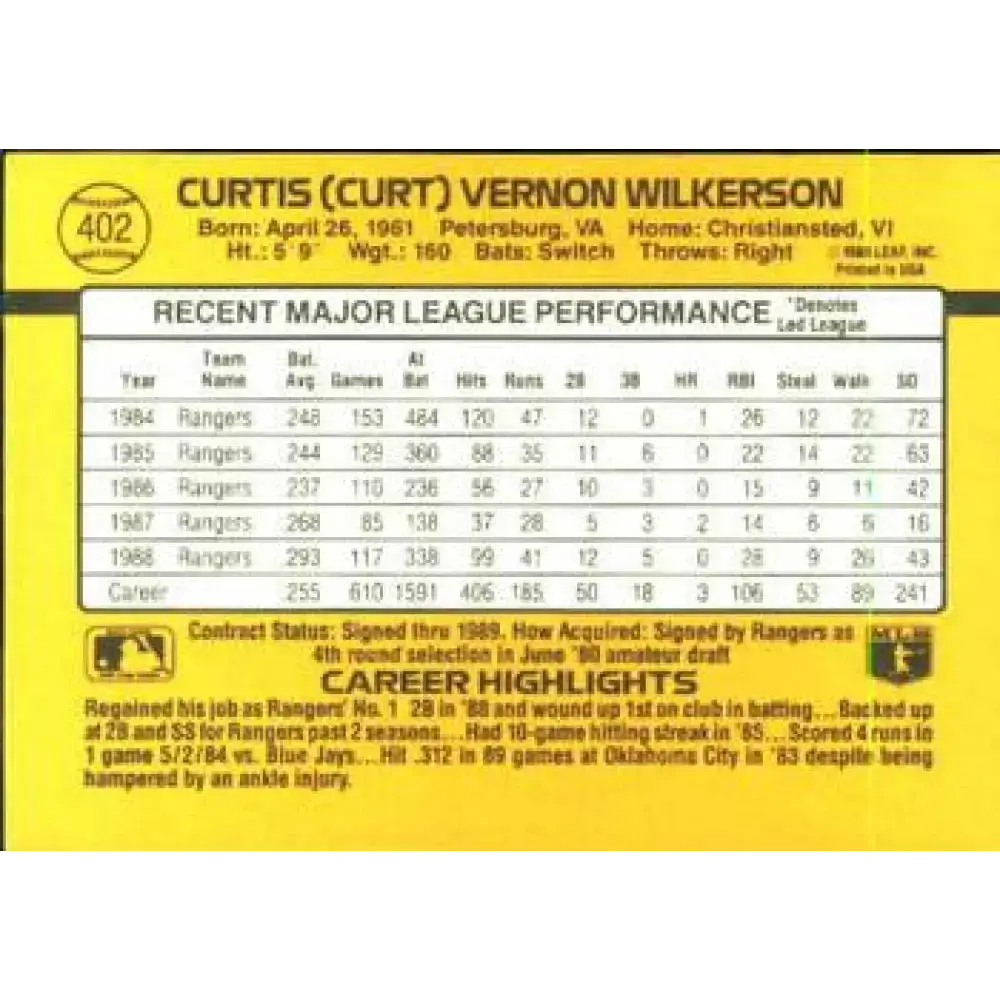 402
CURTIS (CURT) VERNON WILKERSON
Born: April 26, 1961 Petersburg, VA Home: Christiansted, VI
Ht.: 5'9" Wgt.: 160 Bats: Switch Throws: Right
LEAF, INC.
Printed in USA
RECENT MAJOR LEAGUE PERFORMANCE *Denotes Led League
Year Team Name Bat. Avg. Games At Bat Hits Runs 2B 3B HR RBI Steal Walk SO
1984 Rangers .248 153 484 120 47 12 0 1 26 12 22 72
1985 Rangers .244 129 360 88 35 11 6 0 22 14 22 63
1986 Rangers .237 110 236 56 27 10 3 0 15 9 11 42
1987 Rangers .268 85 138 37 28 5 3 2 14 6 6 16
1988 Rangers .293 117 338 99 41 12 5 0 28 9 26 43
Career .255 610 1591 406 185 50 18 3 106 53 89 241
Contract Status: Signed thru 1989. How Acquired: Signed by Rangers as
4th round selection in June '80 amateur draft
CAREER HIGHLIGHTS
Regained his job as Rangers' No. 1 2B in '88 and wound up 1st on club in batting...Backed up
at 2B and SS for Rangers past 2 seasons...Had 10-game hitting streak in '85...Scored 4 runs in
1 game 5/2/84 vs. Blue Jays...Hit .312 in 89 games at Oklahoma City in '83 despite being
hampered by an ankle injury.